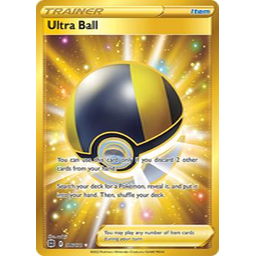 TRAINER
Item
Ultra Ball
You can use this card only if you discard 2 other
cards from your hand.
Search your deck for a Pokémon, reveal it, and put it
into your hand. Then, shuffle your deck.
You may play any number of Item cards
during your turn.